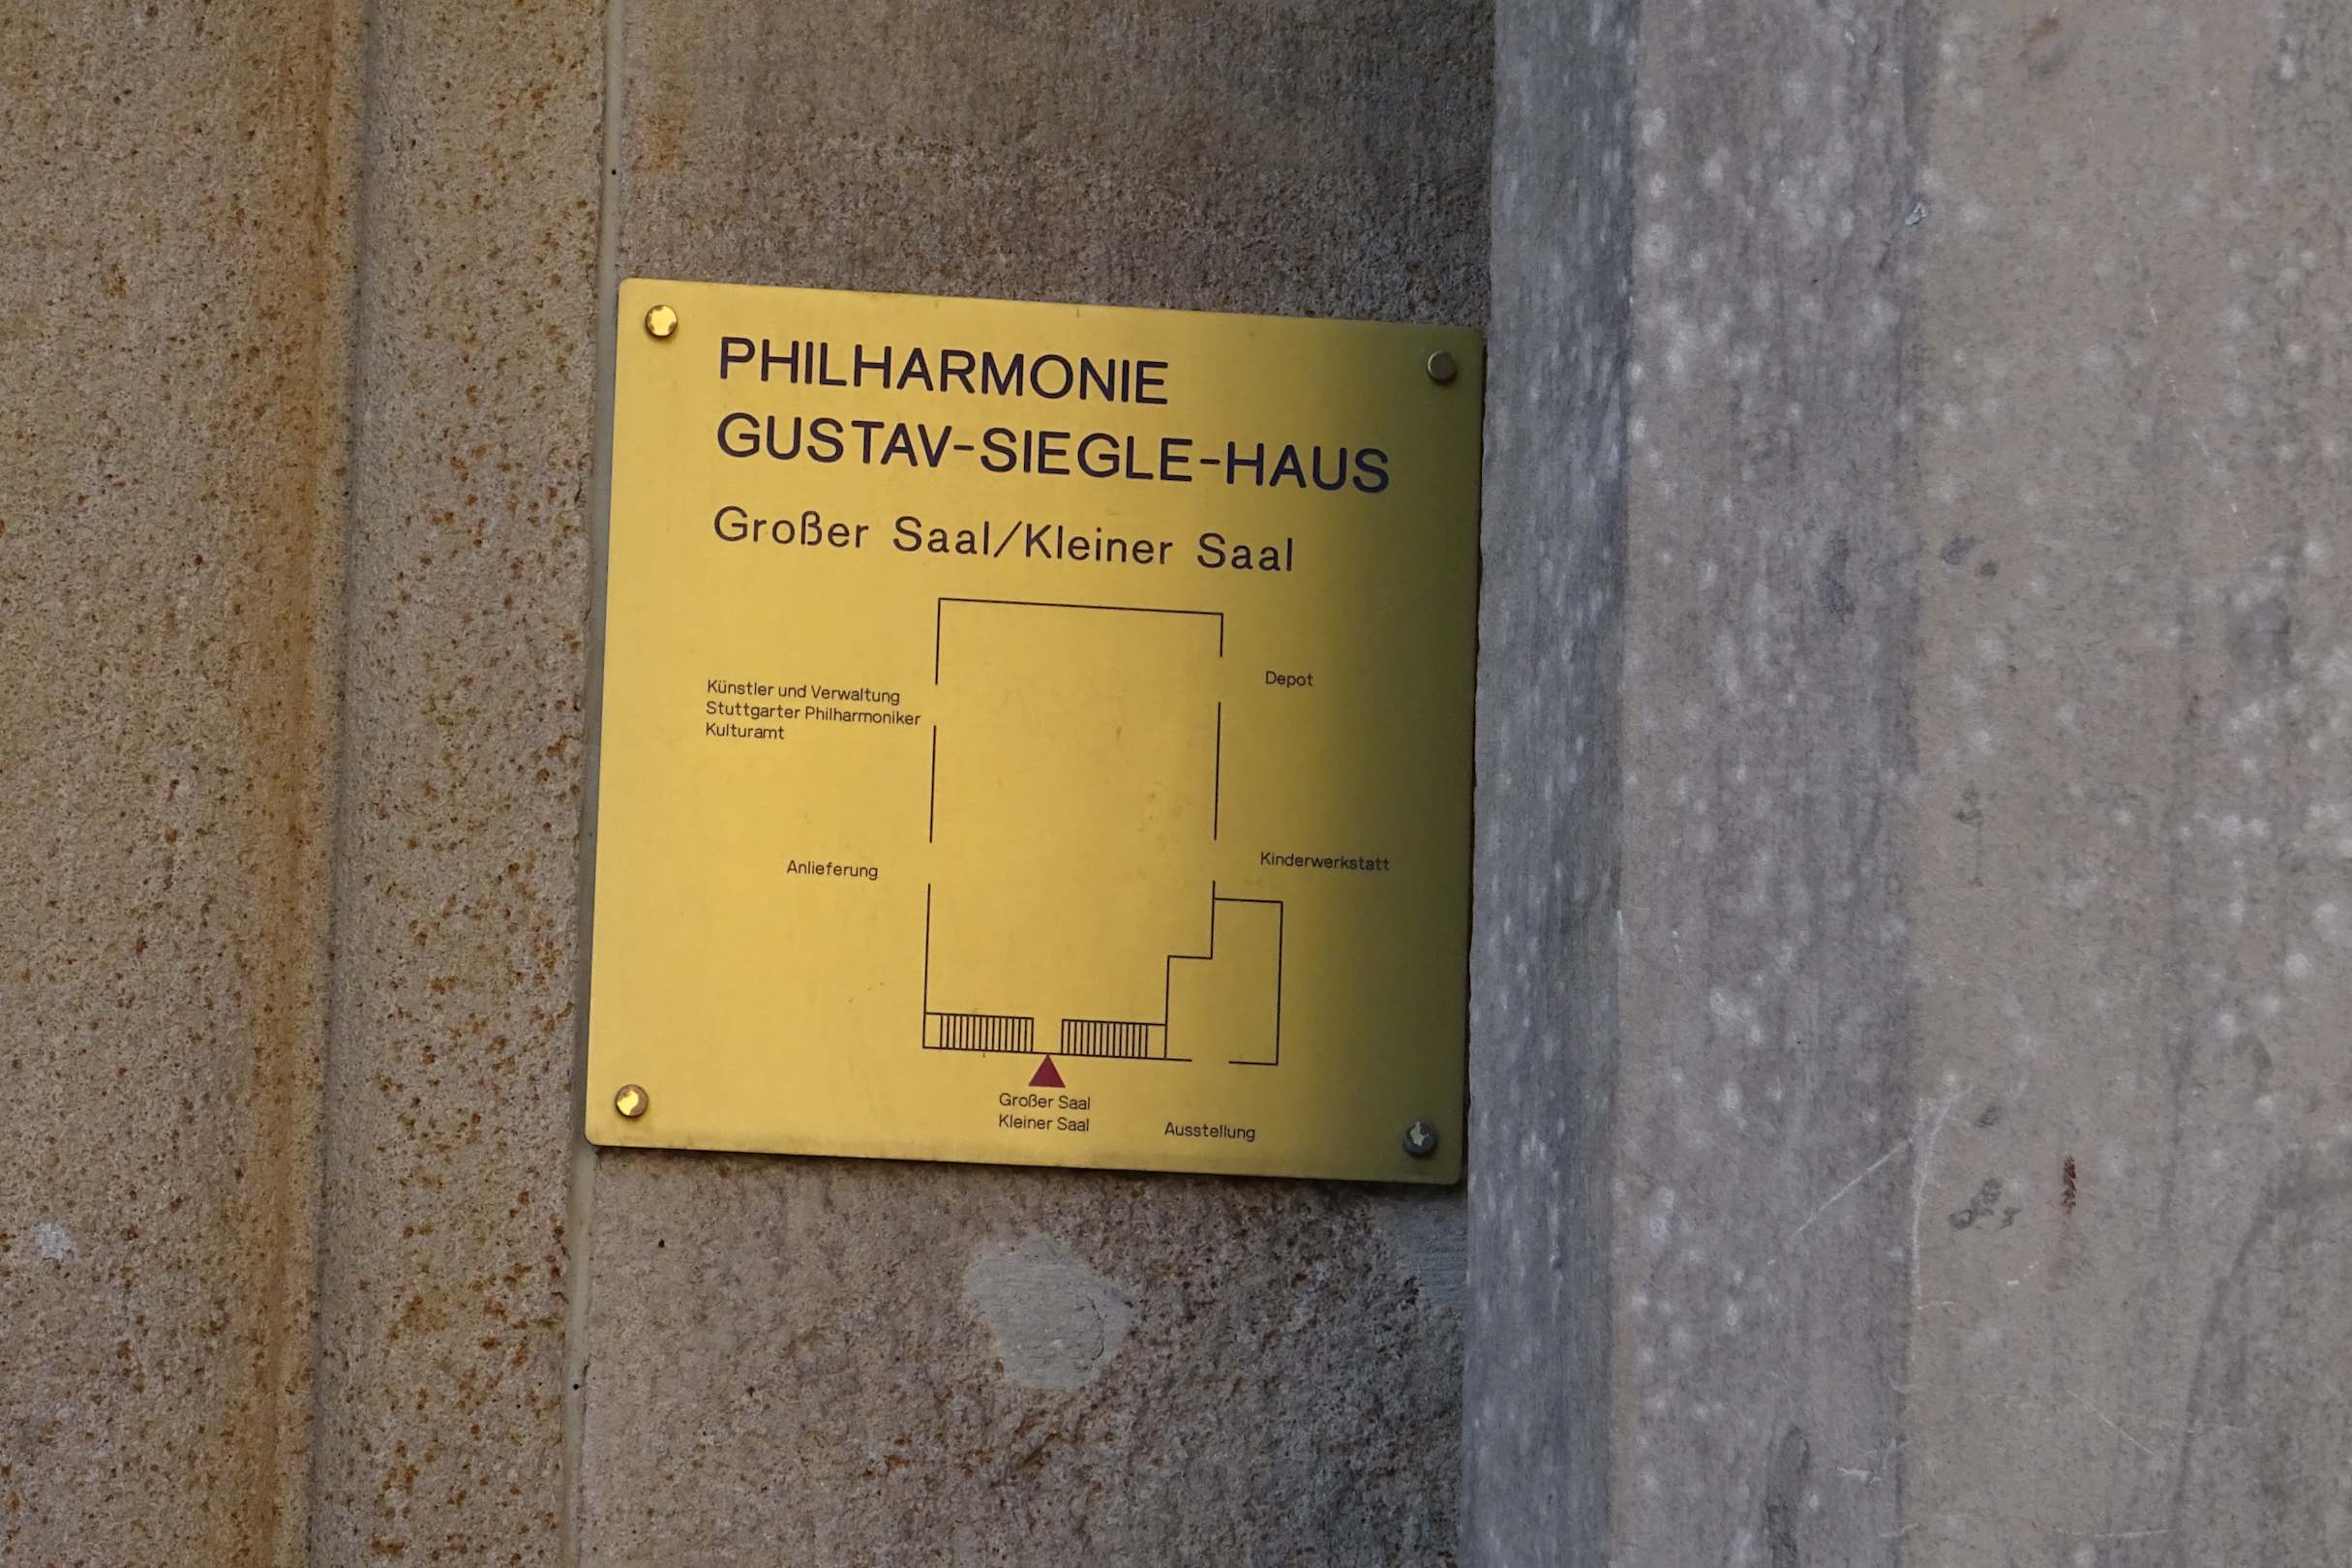 PHILHARMONIE
GUSTAV-SIEGLE-HAUS
Großer Saal/Kleiner Saal
Depot
Künstler und Verwaltung
Stuttgarter Philharmoniker
Kulturamt
Anlieferung
Kinderwerkstatt
Großer Saal
Kleiner Saal
Ausstellung